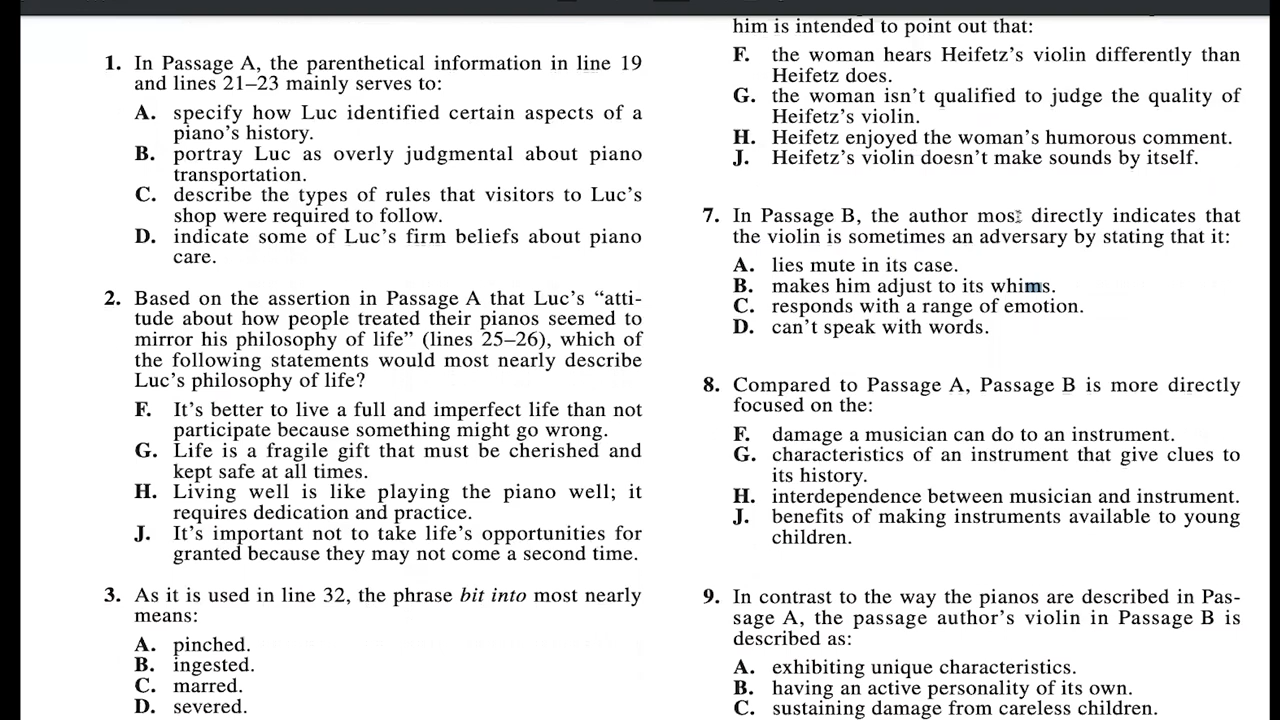 1. In Passage A, the parenthetical information in line 19
and lines 21–23 mainly serves to:
A. specify how Luc identified certain aspects of a
piano's history.
B. portray Luc as overly judgmental about piano
transportation.
C. describe the types of rules that visitors to Luc's
shop were required to follow.
D. indicate some of Luc's firm beliefs about piano
care.
2. Based on the assertion in Passage A that Luc's “atti-
tude about how people treated their pianos seemed to
mirror his philosophy of life” (lines 25–26), which of
the following statements would most nearly describe
Luc's philosophy of life?
F. It's better to live a full and imperfect life than not
participate because something might go wrong.
G. Life is a fragile gift that must be cherished and
kept safe at all times.
H. Living well is like playing the piano well; it
requires dedication and practice.
J. It's important not to take life's opportunities for
granted because they may not come a second time.
3. As it is used in line 32, the phrase bit into most nearly
means:
A. pinched.
B. ingested.
C. marred.
D. severed.
him is intended to point out that:
F. the woman hears Heifetz's violin differently than
Heifetz does.
G. the woman isn't qualified to judge the quality of
Heifetz's violin.
H. Heifetz enjoyed the woman's humorous comment.
J. Heifetz's violin doesn't make sounds by itself.
7. In Passage B, the author most directly indicates that
the violin is sometimes an adversary by stating that it:
A. lies mute in its case.
B. makes him adjust to its whims.
C. responds with a range of emotion.
D. can't speak with words.
8. Compared to Passage A, Passage B is more directly
focused on the:
F. damage a musician can do to an instrument.
G. characteristics of an instrument that give clues to
its history.
H. interdependence between musician and instrument.
J. benefits of making instruments available to young
children.
9. In contrast to the way the pianos are described in Pas-
sage A, the passage author's violin in Passage B is
described as:
A. exhibiting unique characteristics.
B. having an active personality of its own.
C. sustaining damage from careless children.